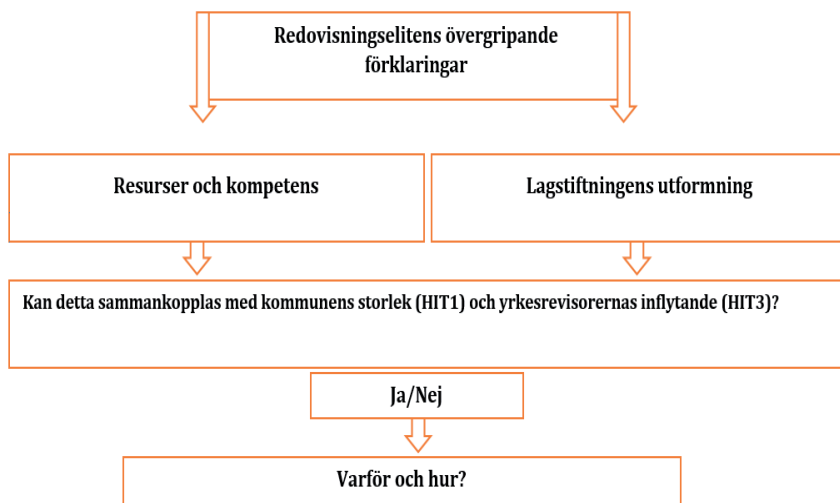 Redovisningselitens övergripande
förklaringar
Resurser och kompetens
Lagstiftningens utformning
Kan detta sammankopplas med kommunens storlek (HIT1) och yrkesrevisorernas inflytande (HIT3)?
Ja/Nej
Varför och hur?